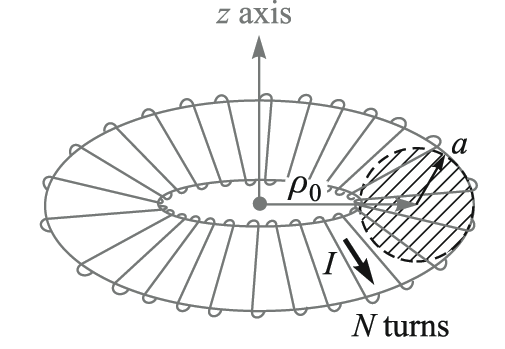 z axis
a
ρ₀
I
N turns